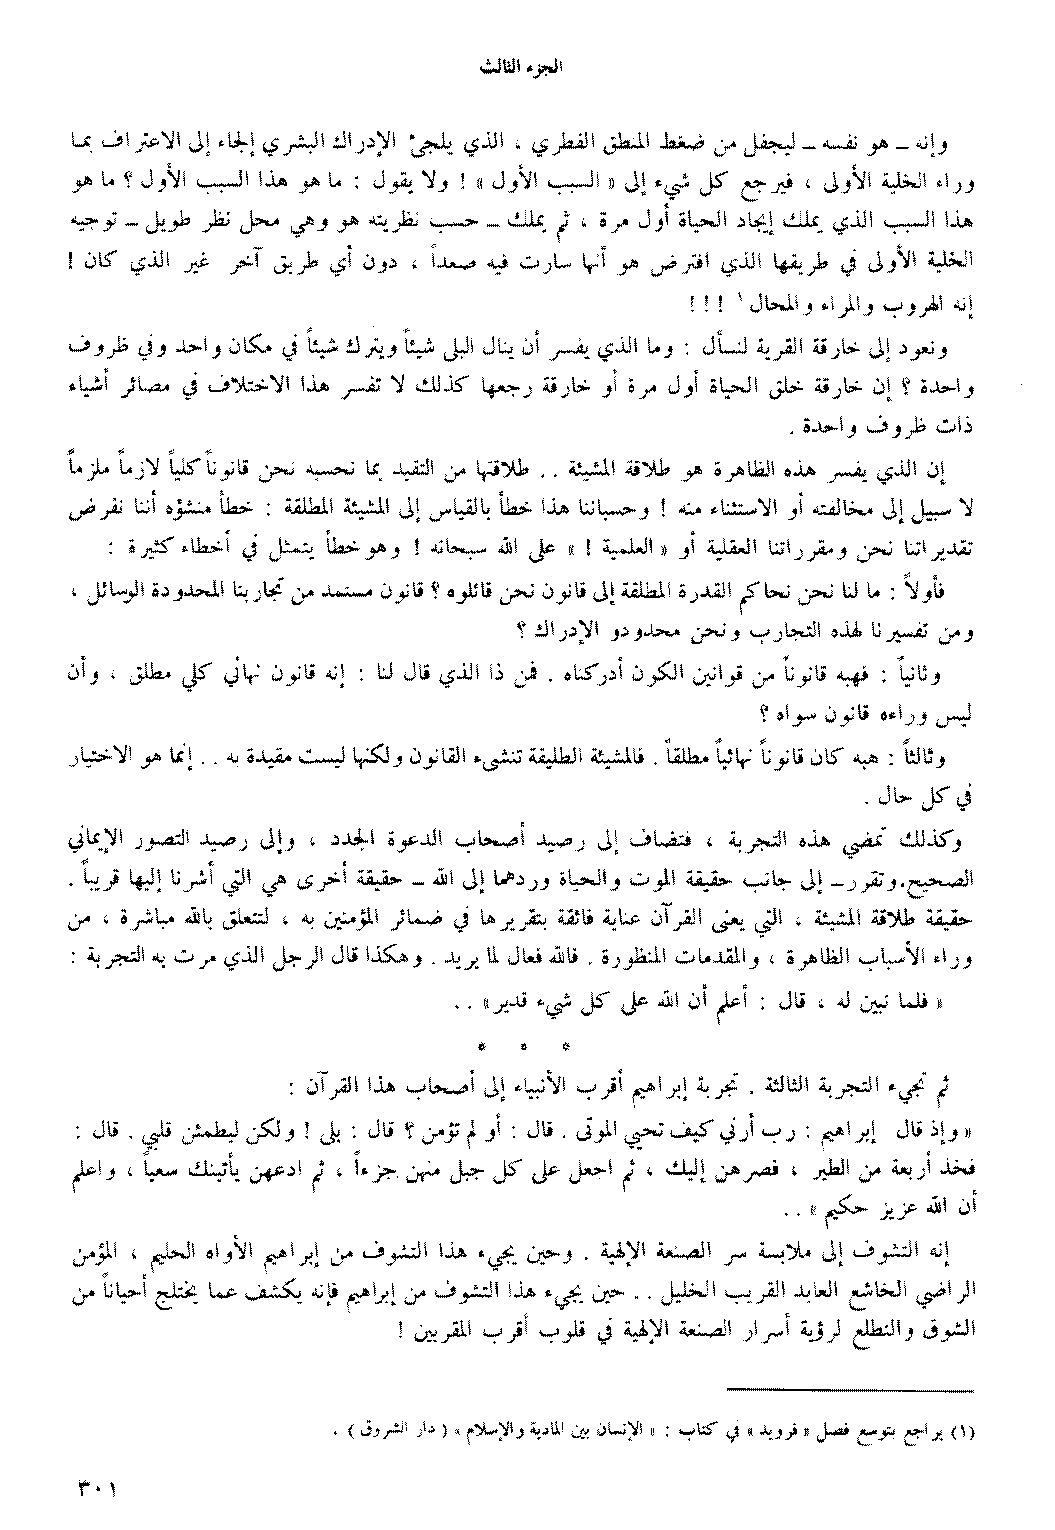 الجزء الثالث
وإنه – هو نفسه – ليجفل من ضغط المنطق الفطري ، الذي يلجئ الإدراك البشري إلجاء إلى الاعتراف بما
وراء الخلية الأولى ، فيرجع كل شيء إلى « السبب الأول » ! ولا يقول : ما هو هذا السبب الأول ؟ ما هو
هذا السبب الذي يملك إيجاد الحياة أول مرة ، ثم يملك – حسب نظريته هو وهي محل نظر طويل – توجيه
الخلية الأولى في طريقها الذي افترض هو أنها سارت فيه صعداً ، دون أي طريق آخر غير الذي كان !
إنه الهروب والمراء والمحال ١ ! ! !
ونعود إلى خارقة القرية لنسأل : وما الذي يفسر أن ينال البلى شيئاً ويترك شيئاً في مكان واحد وفي ظروف
واحدة ؟ إن خارقة خلق الحياة أول مرة أو خارقة رجعها كذلك لا تفسر هذا الاختلاف في مصائر أشياء
ذات ظروف واحدة .
إن الذي يفسر هذه الظاهرة هو طلاقة المشيئة .. طلاقتها من التقيد بما نحسبه نحن قانوناً كلياً لازماً ملزماً
لا سبيل إلى مخالفته أو الاستثناء منه ! وحسباننا هذا خطأ بالقياس إلى المشيئة المطلقة : خطأ منشؤه أننا نفرض
تقديراتنا نحن ومقرراتنا العقلية أو « العلمية ! » على الله سبحانه ! وهو خطأ يتمثل في أخطاء كثيرة :
فأولاً : ما لنا نحن نحاكم القدرة المطلقة إلى قانون نحن قائلوه ؟ قانون مستمد من تجاربنا المحدودة الوسائل ،
ومن تفسيرنا لهذه التجارب ونحن محدودو الإدراك ؟
وثانياً : فهبه قانوناً من قوانين الكون أدركناه . فمن ذا الذي قال لنا : إنه قانون نهائي كلي مطلق ، وأن
ليس وراءه قانون سواه ؟
وثالثاً : هبه كان قانوناً نهائياً مطلقاً . فالمشيئة الطليقة تنشىء القانون ولكنها ليست مقيدة به .. إنما هو الاختيار
في كل حال .
وكذلك تمضي هذه التجربة ، فتضاف إلى رصيد أصحاب الدعوة الجدد ، وإلى رصيد التصور الإيماني
الصحيح. وتقرر – إلى جانب حقيقة الموت والحياة وردهما إلى الله – حقيقة أخرى هي التي أشرنا إليها قريباً .
حقيقة طلاقة المشيئة ، التي يعنى القرآن عناية فائقة بتقريرها في ضمائر المؤمنين به ، لتتعلق بالله مباشرة ، من
وراء الأسباب الظاهرة ، والمقدمات المنظورة . فالله فعال لما يريد . وهكذا قال الرجل الذي مرت به التجربة :
« فلما تبين له ، قال : أعلم أن الله على كل شيء قدير » ..
* * *
ثم تجيء التجربة الثالثة . تجربة إبراهيم أقرب الأنبياء إلى أصحاب هذا القرآن :
« وإذ قال إبراهيم : رب أرني كيف تحيي الموتى . قال : أو لم تؤمن ؟ قال : بلى ! ولكن ليطمئن قلبي . قال :
فخذ أربعة من الطير ، فصرهن إليك ، ثم اجعل على كل جبل منهن جزءاً ، ثم ادعهن يأتينك سعياً ، واعلم
أن الله عزيز حكيم » ..
إنه التشوف إلى ملابسة سر الصنعة الإلهية . وحين يجيء هذا التشوف من إبراهيم الأواه الحليم ، المؤمن
الراضي الخاشع العابد القريب الخليل .. حين يجيء هذا التشوف من إبراهيم فإنه يكشف عما يختلج أحياناً من
الشوق والتطلع لرؤية أسرار الصنعة الإلهية في قلوب أقرب المقربين !
(١) يراجع بتوسع فصل « فرويد » في كتاب : « الإنسان بين المادية والإسلام » ( دار الشروق ) .
٣٠١